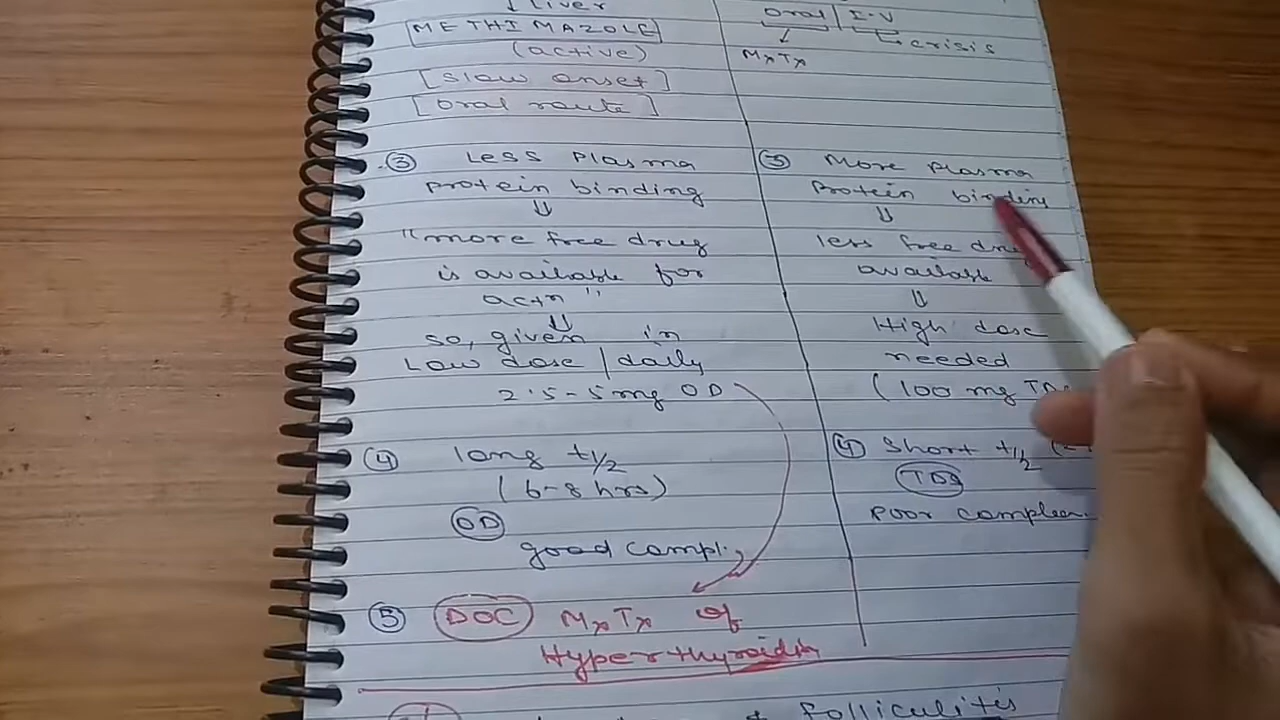 ↓ liver
METHIMAZOLE
(active)
[slow onset]
[oral route]
③ Less Plasma
protein binding
⇓
"more free drug
is available for
actn"
⇓
so, given in
Low dose / daily
2.5-5mg OD
④ long t1/2
(6-8 hrs)
OD
good compl.
⑤ DOC MxTx of
Hyperthyroidism
oral | I.V
↓ ↳ crisis
MxTx
③ More Plasma
Protein binding
⇓
less free
available
⇓
High dose
needed
(100 mg
④ Short t1/2
TDS
Poor complian.
folliculitis